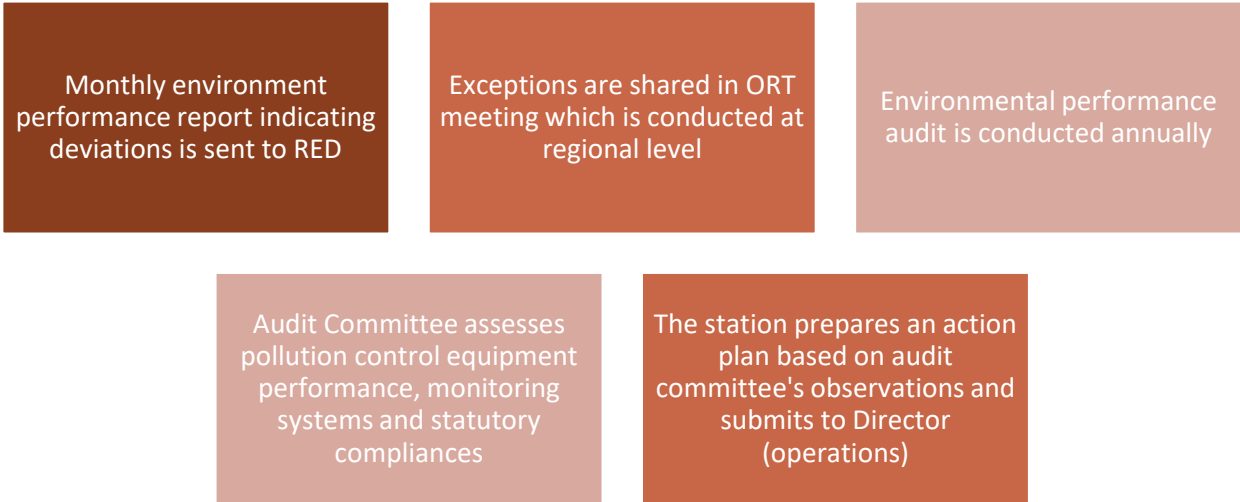 Monthly environment
performance report indicating
deviations is sent to RED
Exceptions are shared in ORT
meeting which is conducted at
regional level
Environmental performance
audit is conducted annually
Audit Committee assesses
pollution control equipment
performance, monitoring
systems and statutory
compliances
The station prepares an action
plan based on audit
committee's observations and
submits to Director
(operations)